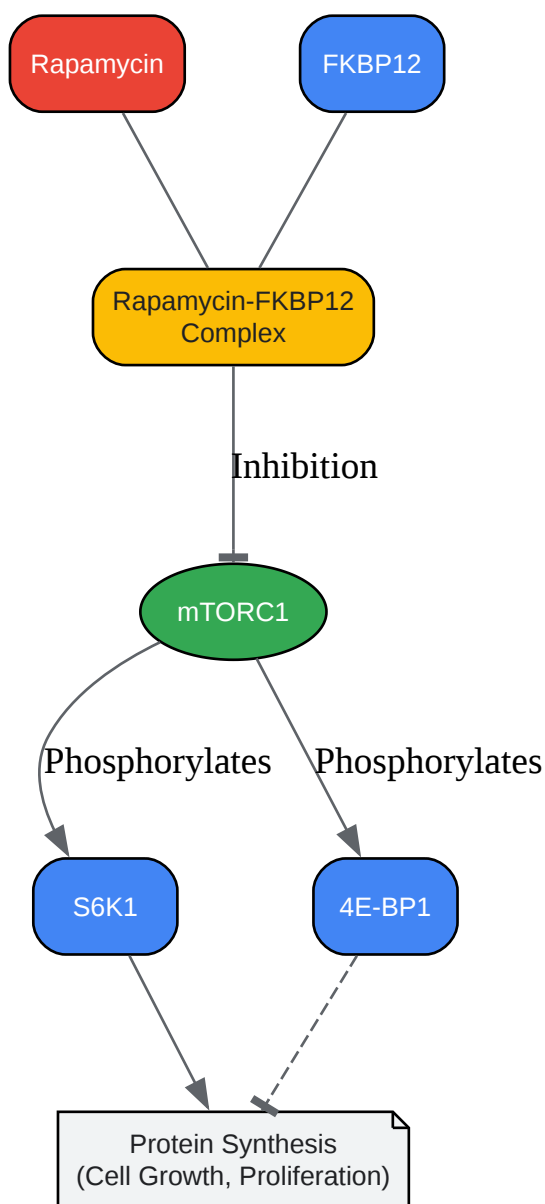 Rapamycin
FKBP12
Rapamycin-FKBP12
Complex
Inhibition
mTORC1
Phosphorylates
Phosphorylates
S6K1
4E-BP1
Protein Synthesis
(Cell Growth, Proliferation)